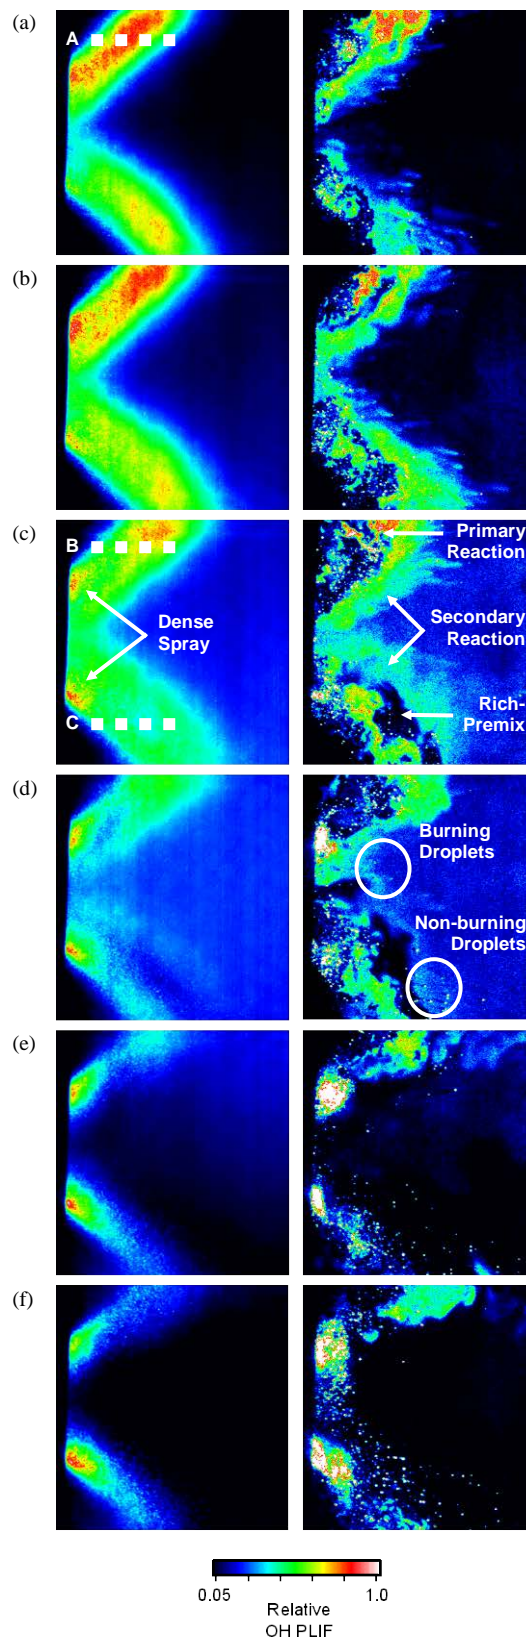 (a)
A
(b)
(c)
B
Primary
Reaction
Dense
Spray
Secondary
Reaction
C
Rich-
Premix
(d)
Burning
Droplets
Non-burning
Droplets
(e)
(f)
0.05
1.0
Relative
OH PLIF